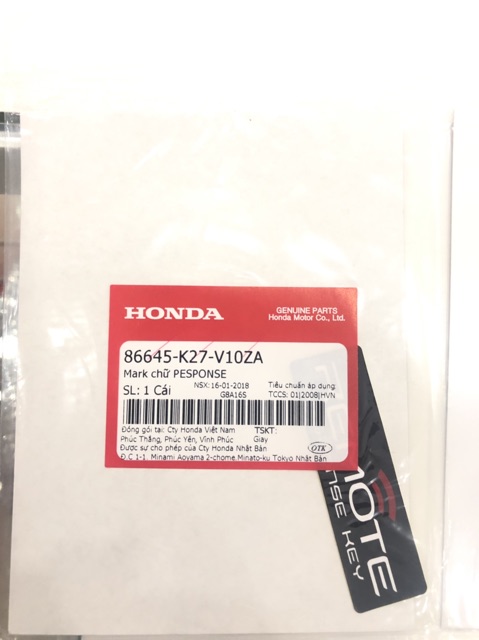 HONDA
GENUINE PARTS
Honda Motor Co., Ltd.
86645-K27-V10ZA
Mark chữ PESPONSE
SL: 1 Cái
NSX: 16-01-2018
G8A16S
Tiêu chuẩn áp dụng:
TCCS: 01|2008|HVN
Đóng gói tại: Cty Honda Việt Nam
Phúc Thắng, Phúc Yên, Vĩnh Phúc
Được sư cho phép của Cty Honda Nhật Bản
Đ.C 1-1, Minami Aoyama 2-chome,Minato-ku Tokyo Nhật Bản
TSKT:
Giay
OTK
MOTE
NSE KEY